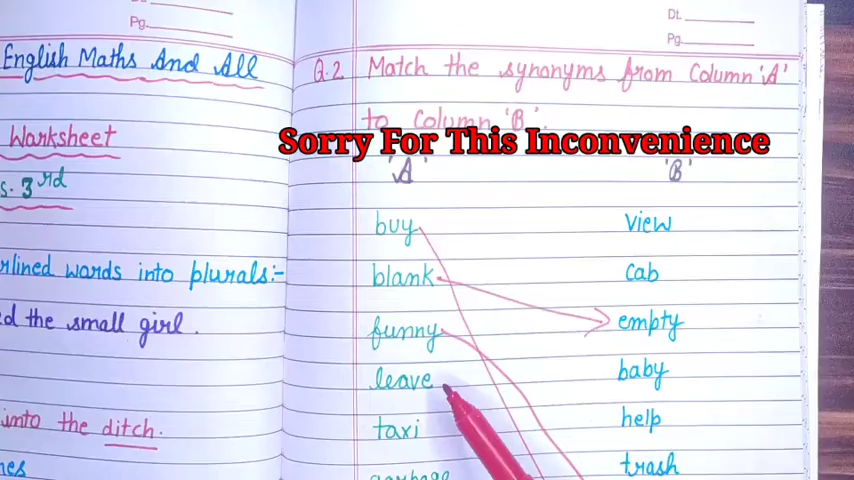 Pg.
English Maths And All
Worksheet
s. 3rd
rlined words into plurals:-
d the small girl.
into the ditch.
nes
Dt.
Pg.
Q.2 Match the synonyms from Column 'A'
to Column 'B'.
Sorry For This Inconvenience
'A' 'B'
buy view
blank cab
funny empty
leave baby
taxi help
garbage trash